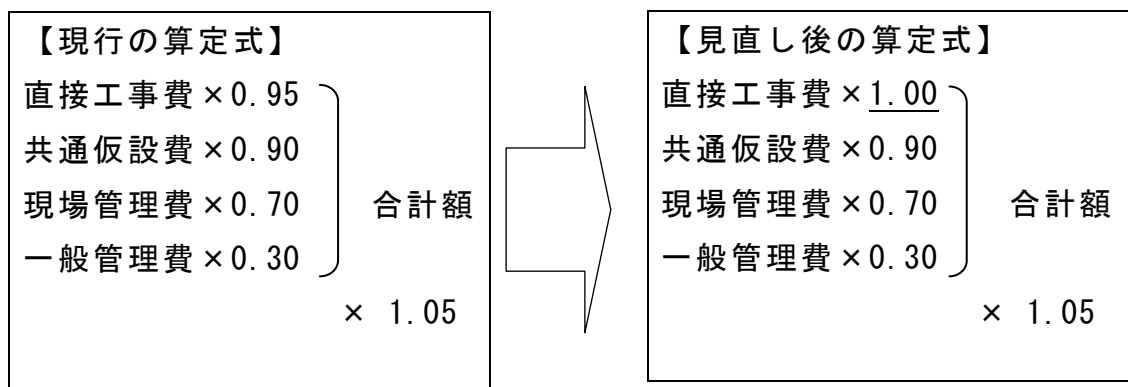 【現行の算定式】
直接工事費×0.95
共通仮設費×0.90
現場管理費×0.70 合計額
一般管理費×0.30
× 1.05
【見直し後の算定式】
直接工事費×1.00
共通仮設費×0.90
現場管理費×0.70 合計額
一般管理費×0.30
× 1.05